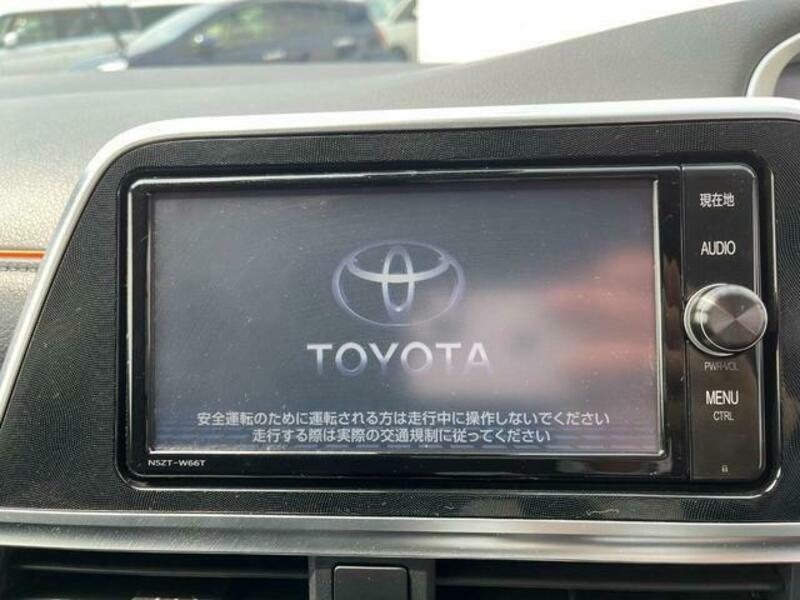 現在地
AUDIO
TOYOTA
PWR-VOL
MENU
CTRL
安全運転のために運転される方は走行中に操作しないでください
走行する際は実際の交通規制に従ってください
NSZT-W66T